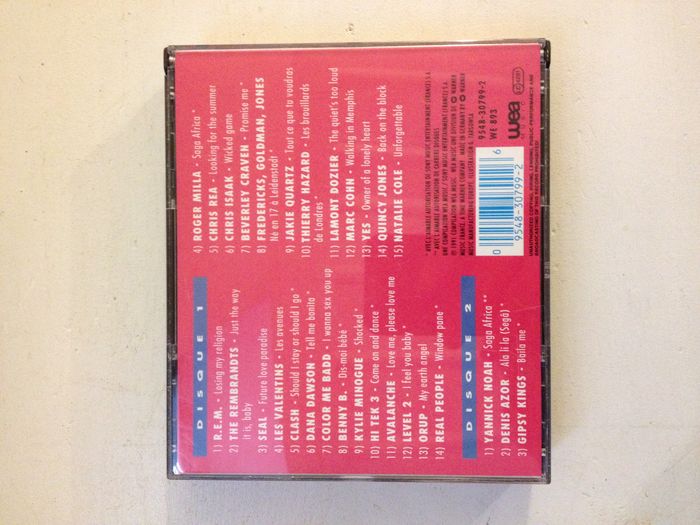 DISQUE 1
1) R.E.M. - Losing my religion
2) THE REMBRANDTS - Just the way
it is, baby
3) SEAL - Future love paradise
4) LES VALENTINS - Les avenues
5) CLASH - Should I stay or should I go *
6) DANA DAWSON - Tell me bonita *
7) COLOR ME BADD - I wanna sex you up
8) BENNY B. - Dis-moi bébé *
9) KYLIE MINOGUE - Shocked *
10) HI TEK 3 - Come on and dance *
11) AVALANCHE - Love me, please love me
12) LEVEL 2 - I feel you baby *
13) ORUP - My earth angel
14) REAL PEOPLE - Window pane *
DISQUE 2
1) YANNICK NOAH - Saga Africa **
2) DENIS AZOR - Ala li la (Segã) *
3) GIPSY KINGS - Baila me *
4) ROGER MILLA - Saga Africa *
5) CHRIS REA - Looking for the summer
6) CHRIS ISAAK - Wicked game
7) BEVERLEY CRAVEN - Promise me *
8) FREDERICKS, GOLDMAN, JONES
Né en 17 à Leidenstadt *
9) JAKIE QUARTZ - Tout ce que tu voudras
10) THIERRY HAZARD - Les brouillards
de Londres *
11) LAMONT DOZIER - The quiet's too loud
12) MARC COHN - Walking in Memphis
13) YES - Owner of a lonely heart
14) QUINCY JONES - Back on the block
15) NATALIE COLE - Unforgettable
9548-30799-2
WE 893
wea
MUSIC
0 9548-30799-2 6